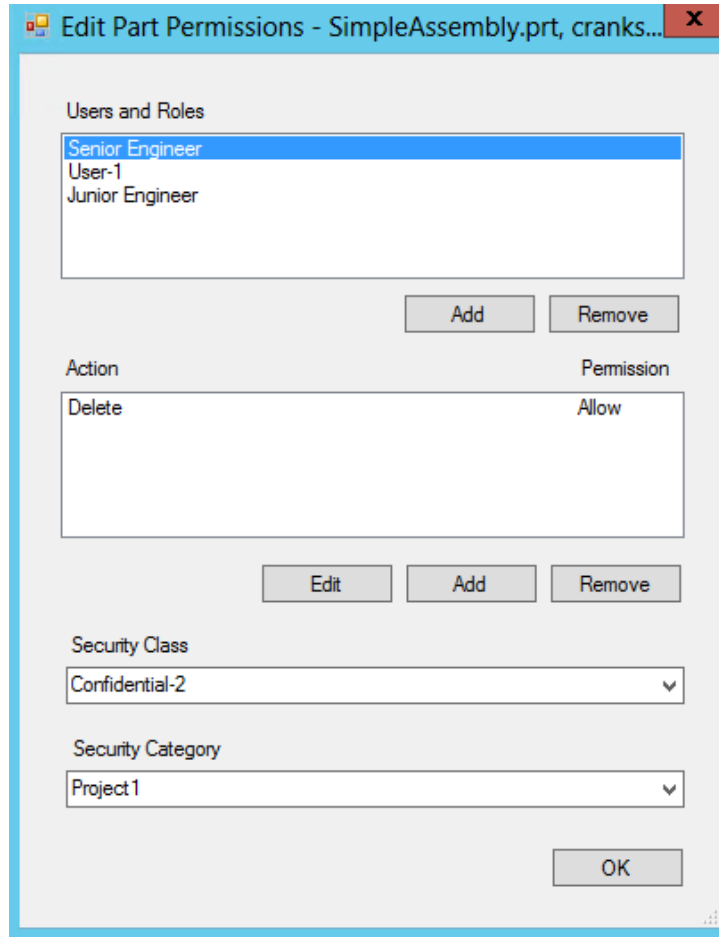 Edit Part Permissions - SimpleAssembly.prt, cranks... x
Users and Roles
Senior Engineer
User-1
Junior Engineer
Add Remove
Action Permission
Delete Allow
Edit Add Remove
Security Class
Confidential-2
Security Category
Project1
OK